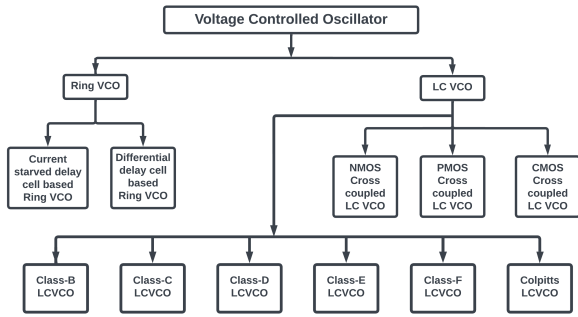 Voltage Controlled Oscillator
Ring VCO
LC VCO
Current
starved delay
cell based
Ring VCO
Differential
delay cell
based
Ring VCO
NMOS
Cross
coupled
LC VCO
PMOS
Cross
coupled
LC VCO
CMOS
Cross
coupled
LC VCO
Class-B
LCVCO
Class-C
LCVCO
Class-D
LCVCO
Class-E
LCVCO
Class-F
LCVCO
Colpitts
LCVCO